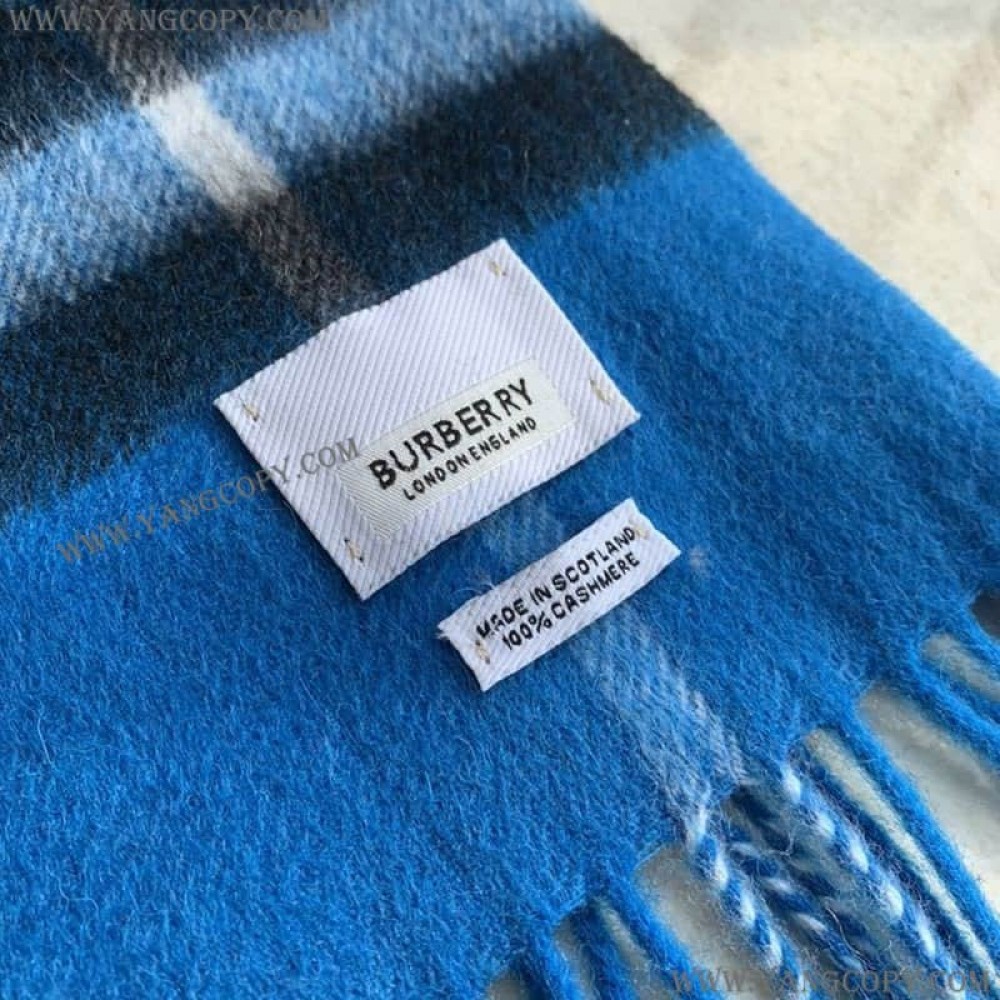 WWW.YANGCOPY.COM
BURBERRY
LONDON ENGLAND
WWW.YANGCOPY.COM
MADE IN SCOTLAND
100% CASHMERE
WWW.YANGCOPY.COM